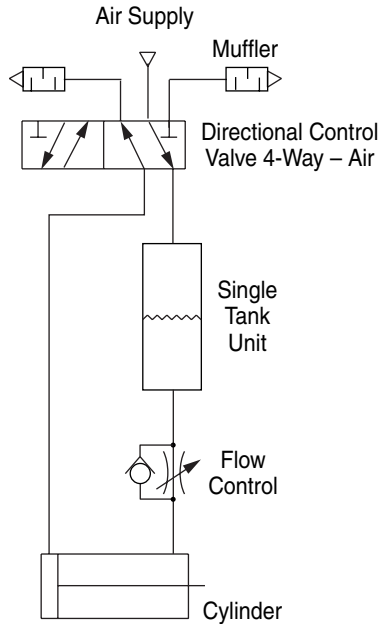 Air Supply
Muffler
Directional Control
Valve 4-Way – Air
Single
Tank
Unit
Flow
Control
Cylinder